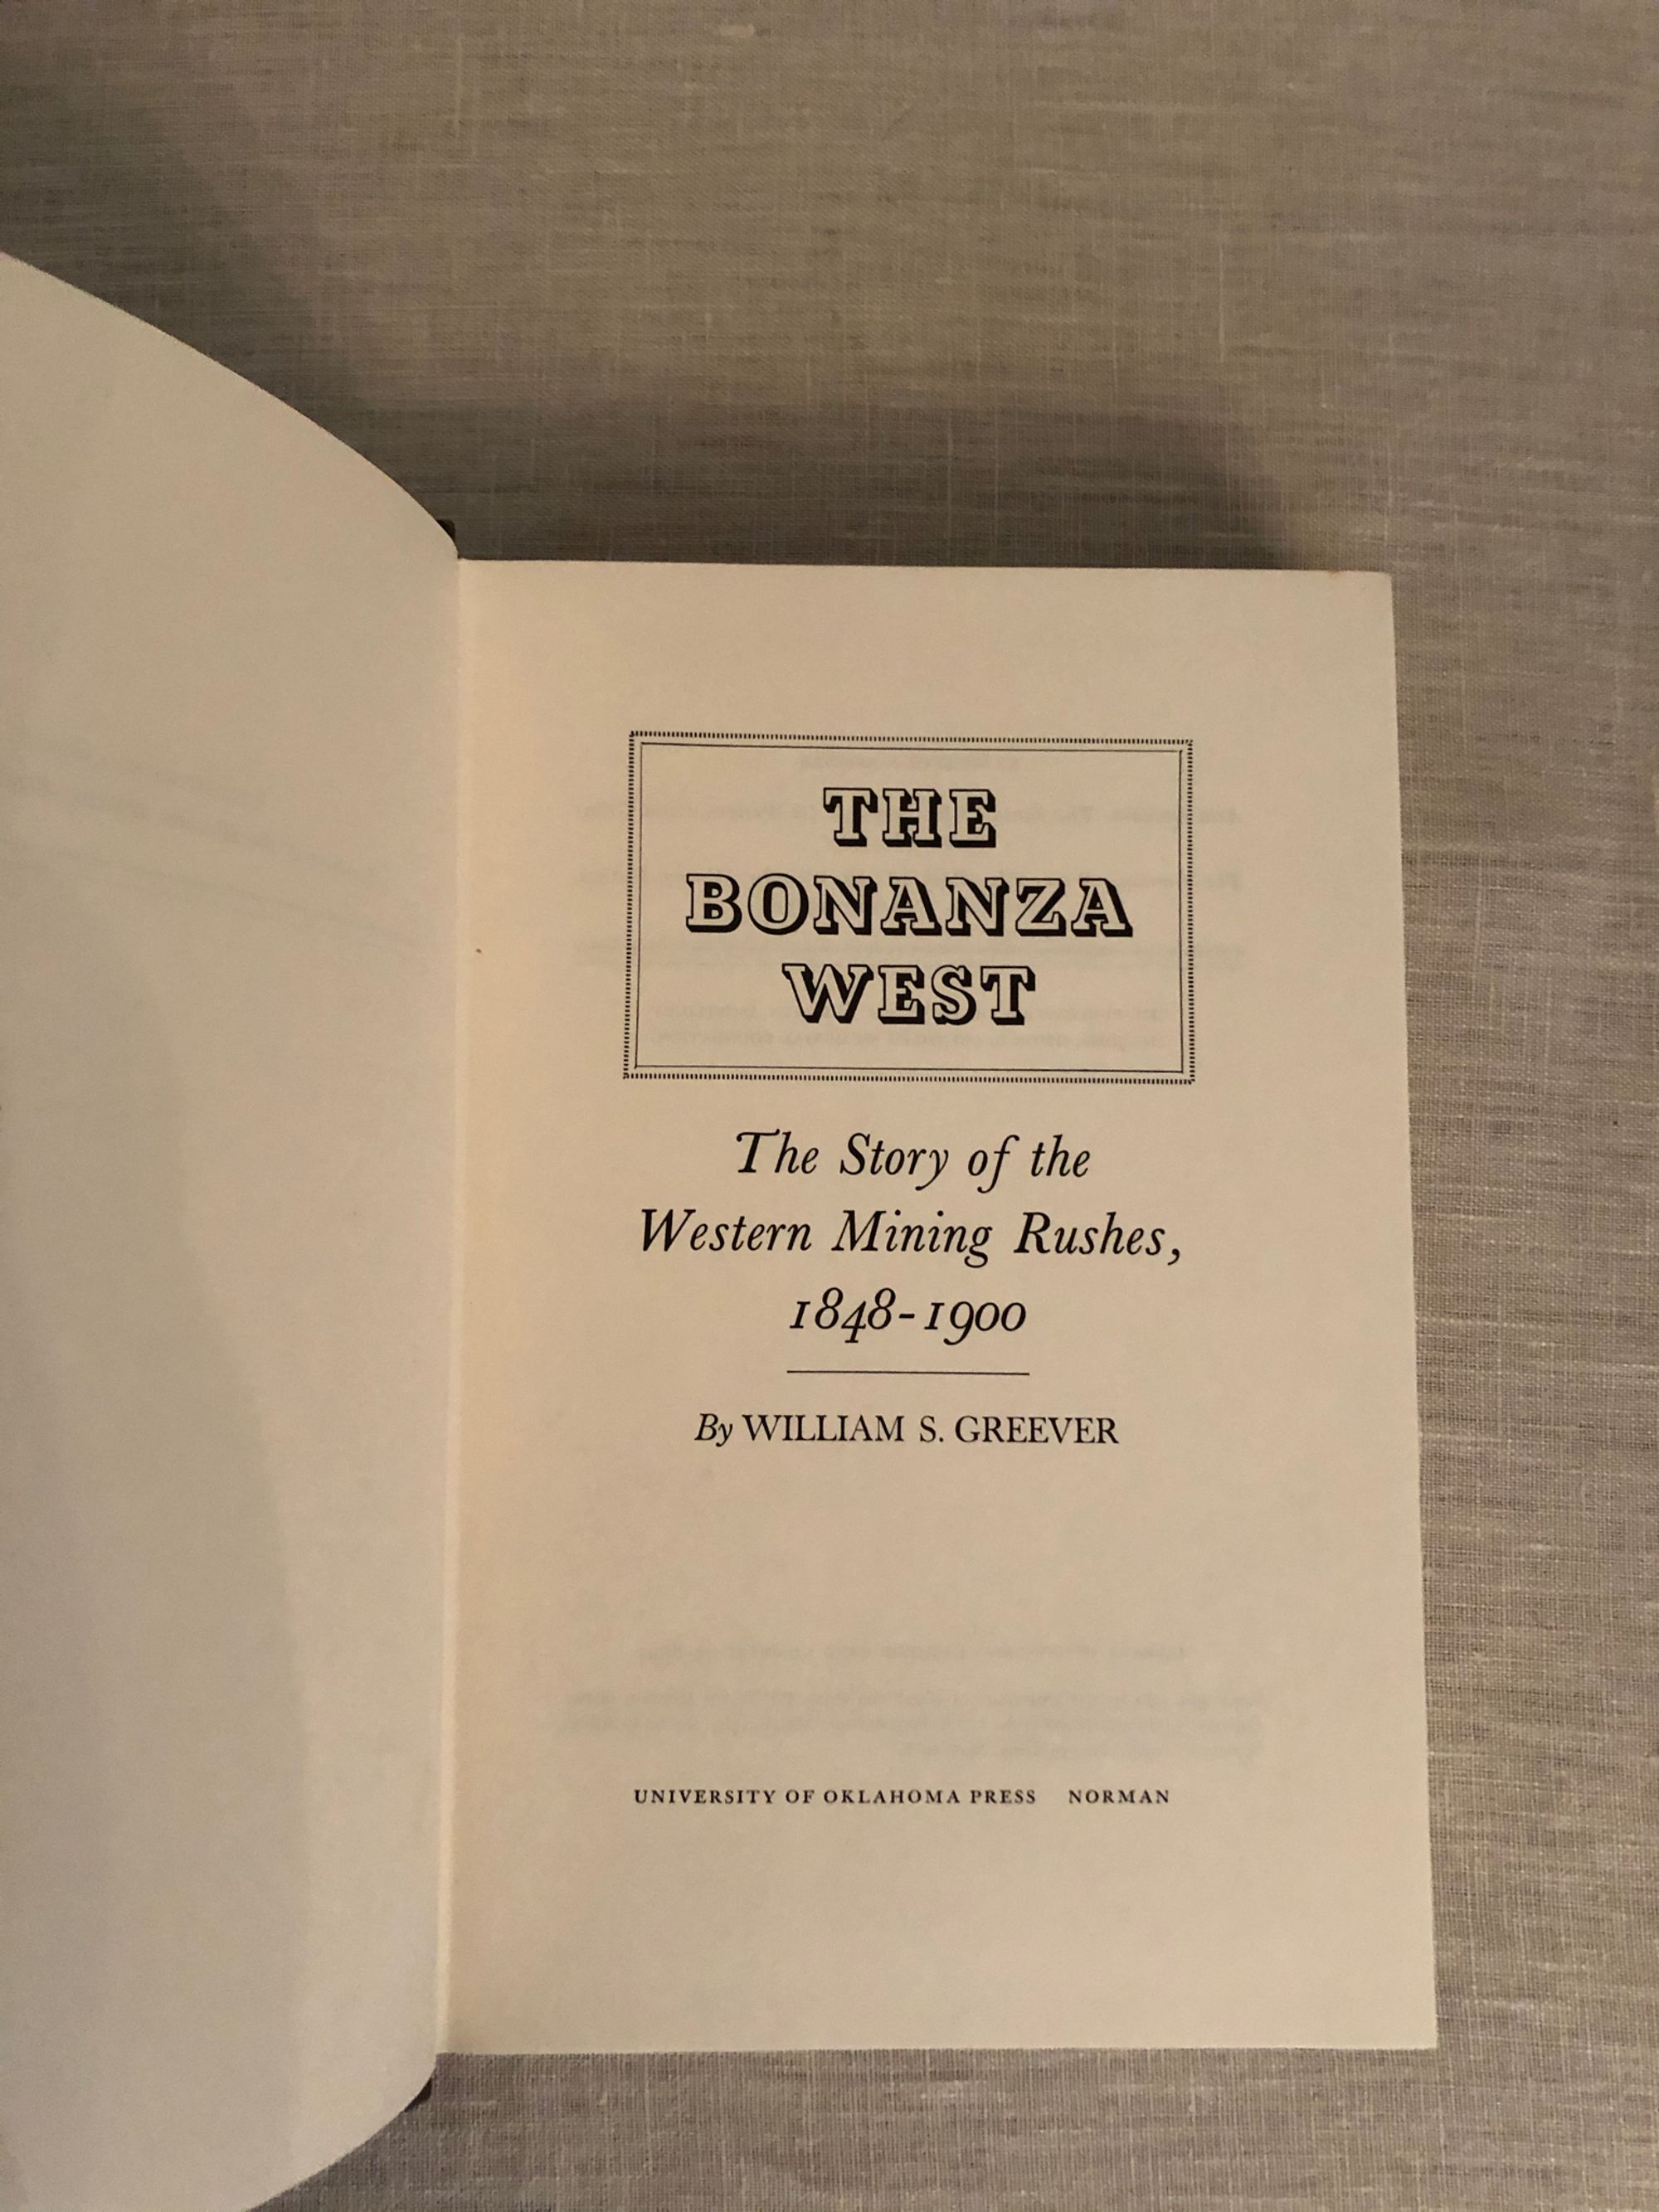 THE
BONANZA
WEST
The Story of the
Western Mining Rushes,
1848-1900
By WILLIAM S. GREEVER
UNIVERSITY OF OKLAHOMA PRESS NORMAN